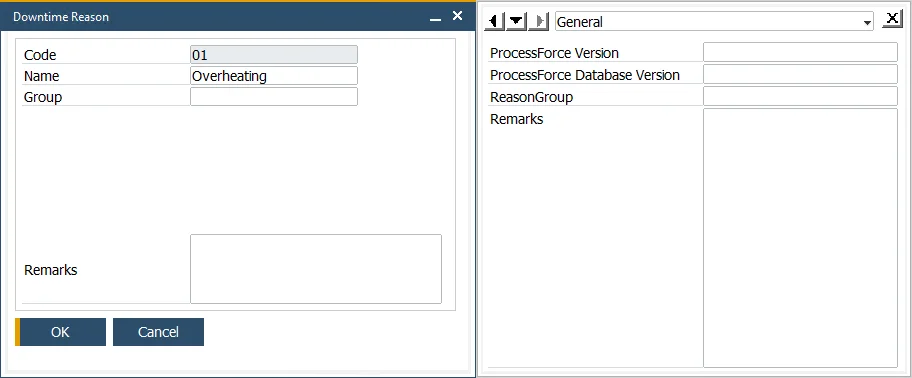 Downtime Reason
Code 01
Name Overheating
Group
Remarks
OK Cancel
General
ProcessForce Version
ProcessForce Database Version
ReasonGroup
Remarks